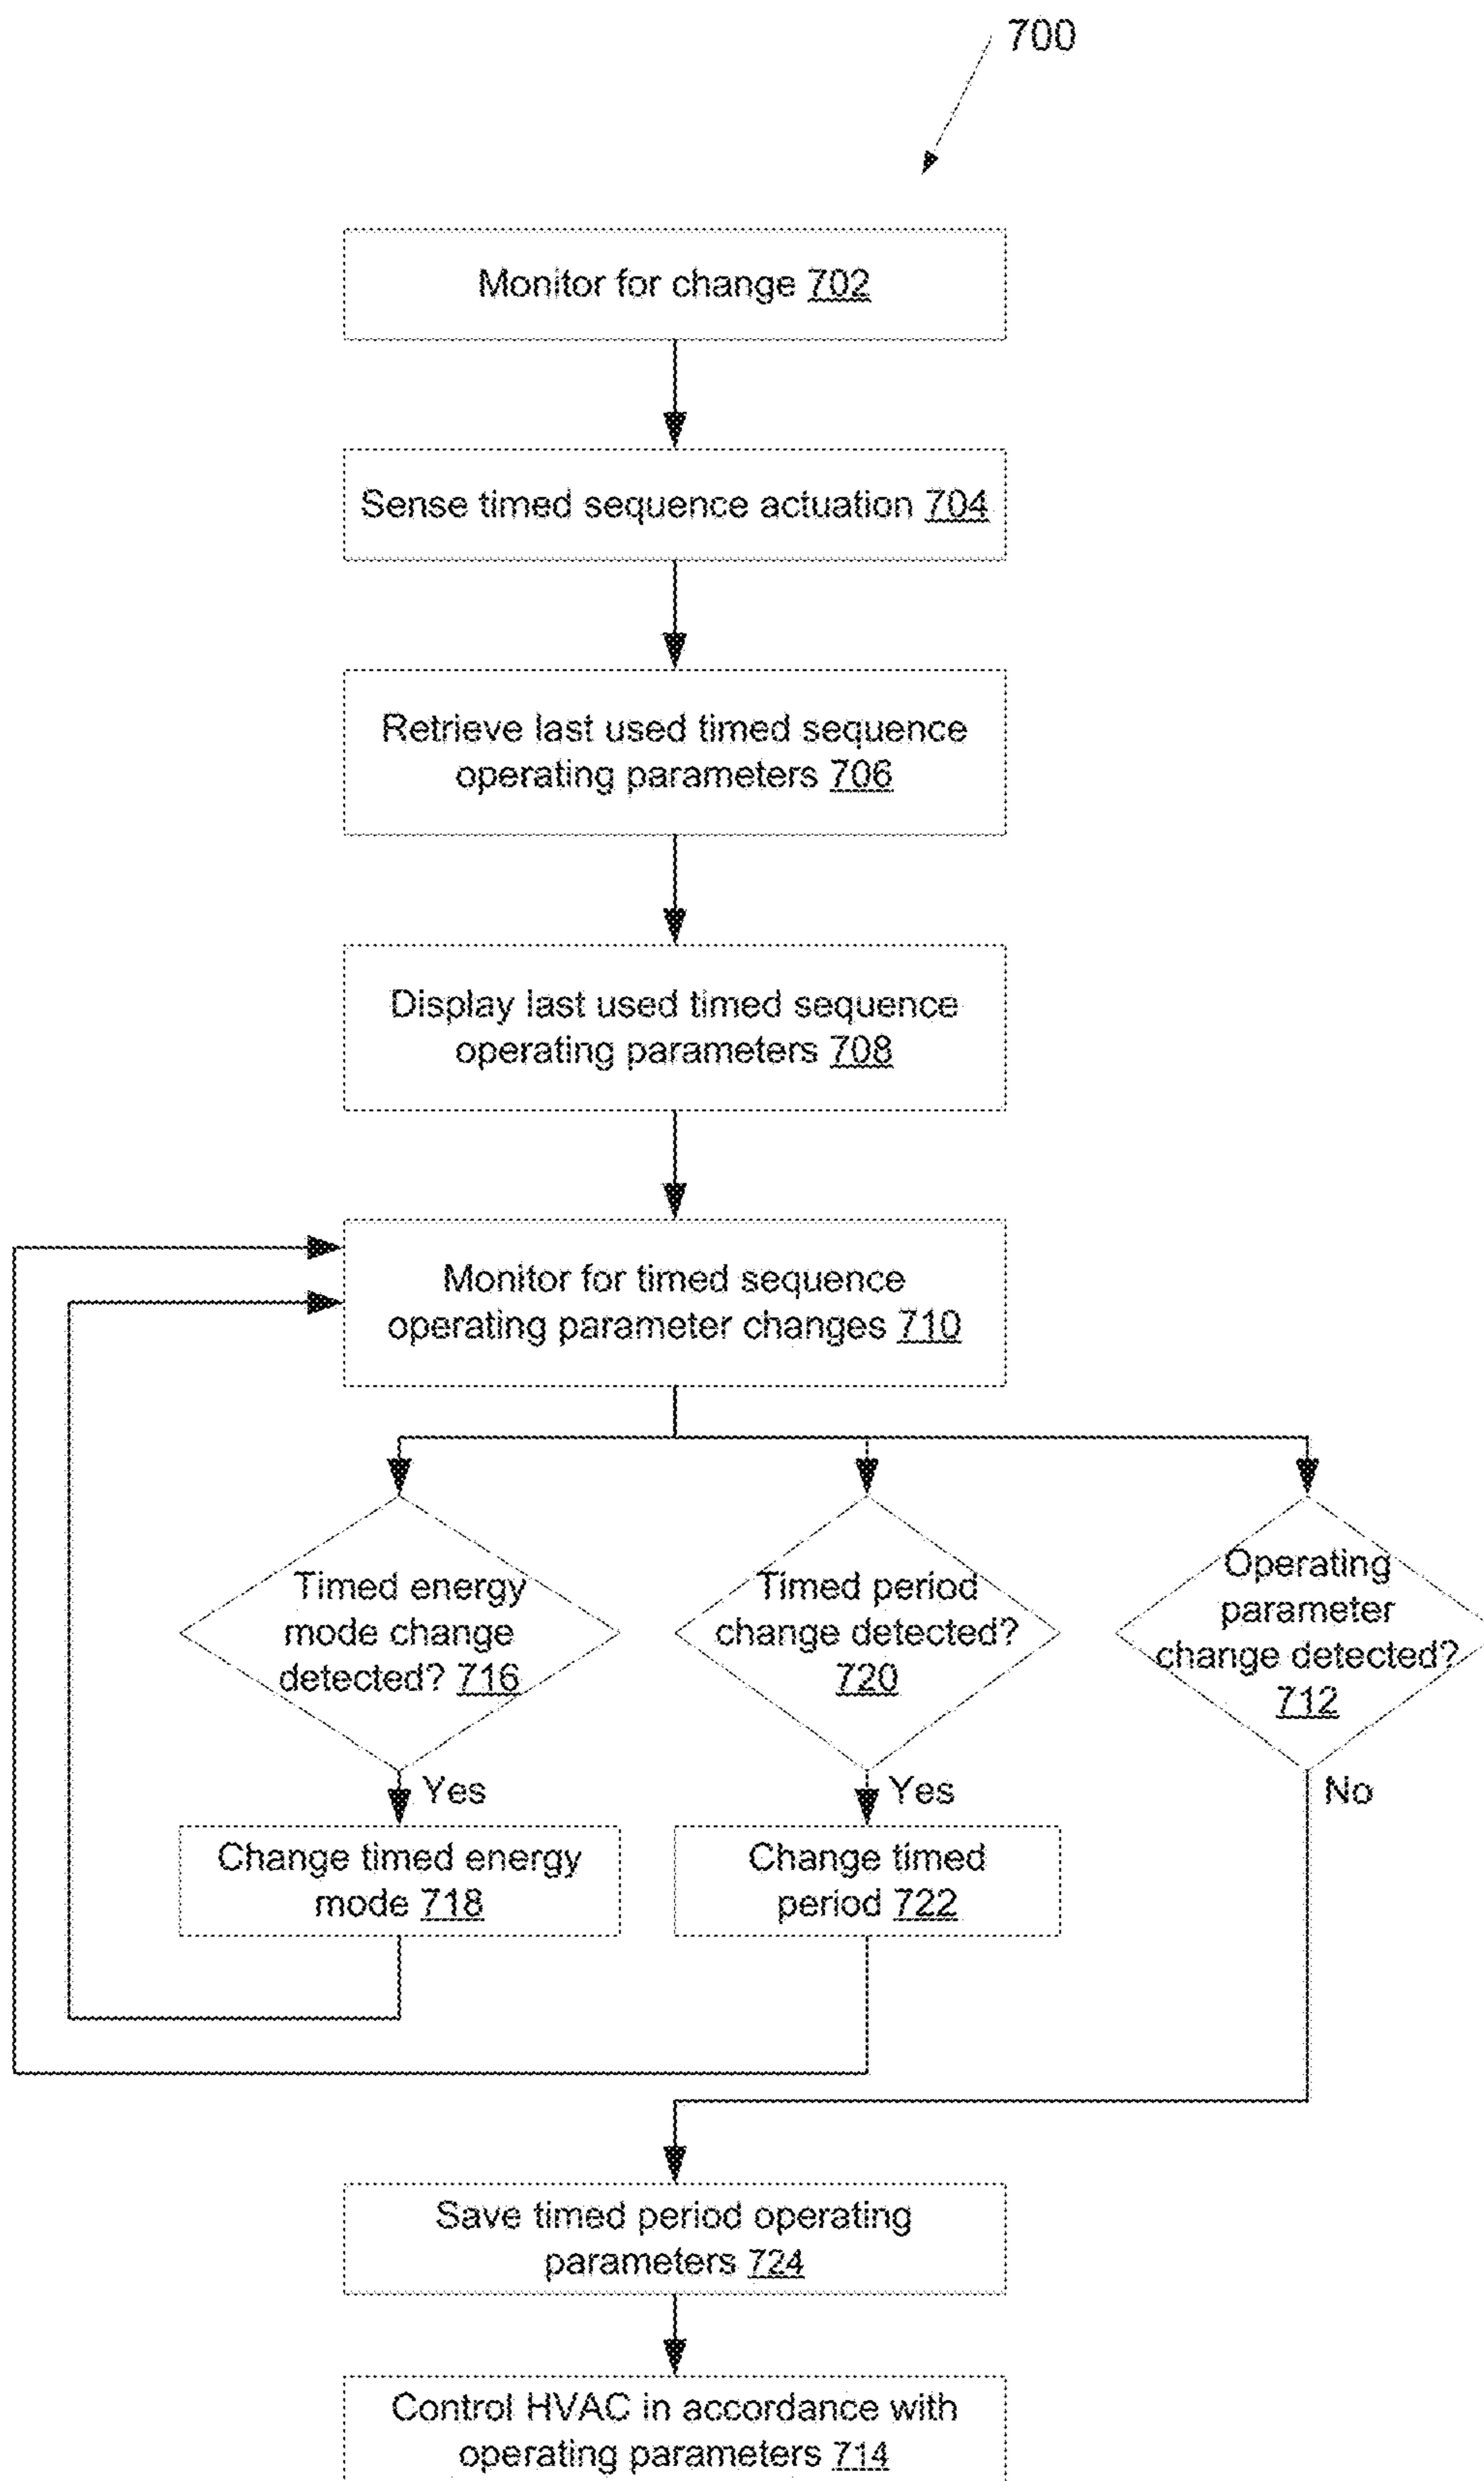 700
Monitor for change 702
Sense timed sequence actuation 704
Retrieve last used timed sequence
operating parameters 706
Display last used timed sequence
operating parameters 708
Monitor for timed sequence
operating parameter changes 710
Timed energy
mode change
detected? 716
Timed period
change detected?
720
Operating
parameter
change detected?
712
Yes
Yes
No
Change timed energy
mode 718
Change timed
period 722
Save timed period operating
parameters 724
Control HVAC in accordance with
operating parameters 714